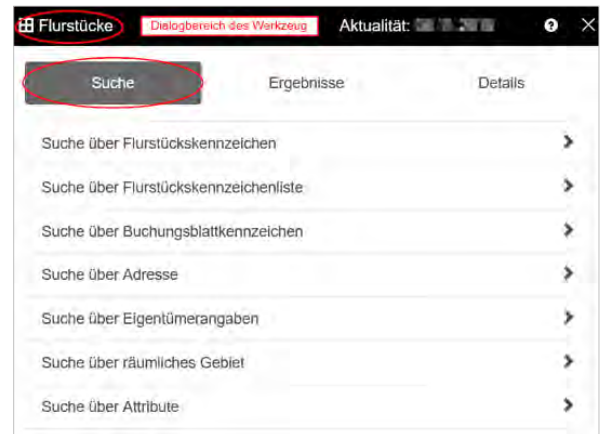 Flurstücke Dialogbereich des Werkzeug Aktualität: ? ×
Suche Ergebnisse Details
Suche über Flurstückskennzeichen
Suche über Flurstückskennzeichenliste
Suche über Buchungsblattkennzeichen
Suche über Adresse
Suche über Eigentümerangaben
Suche über räumliches Gebiet
Suche über Attribute